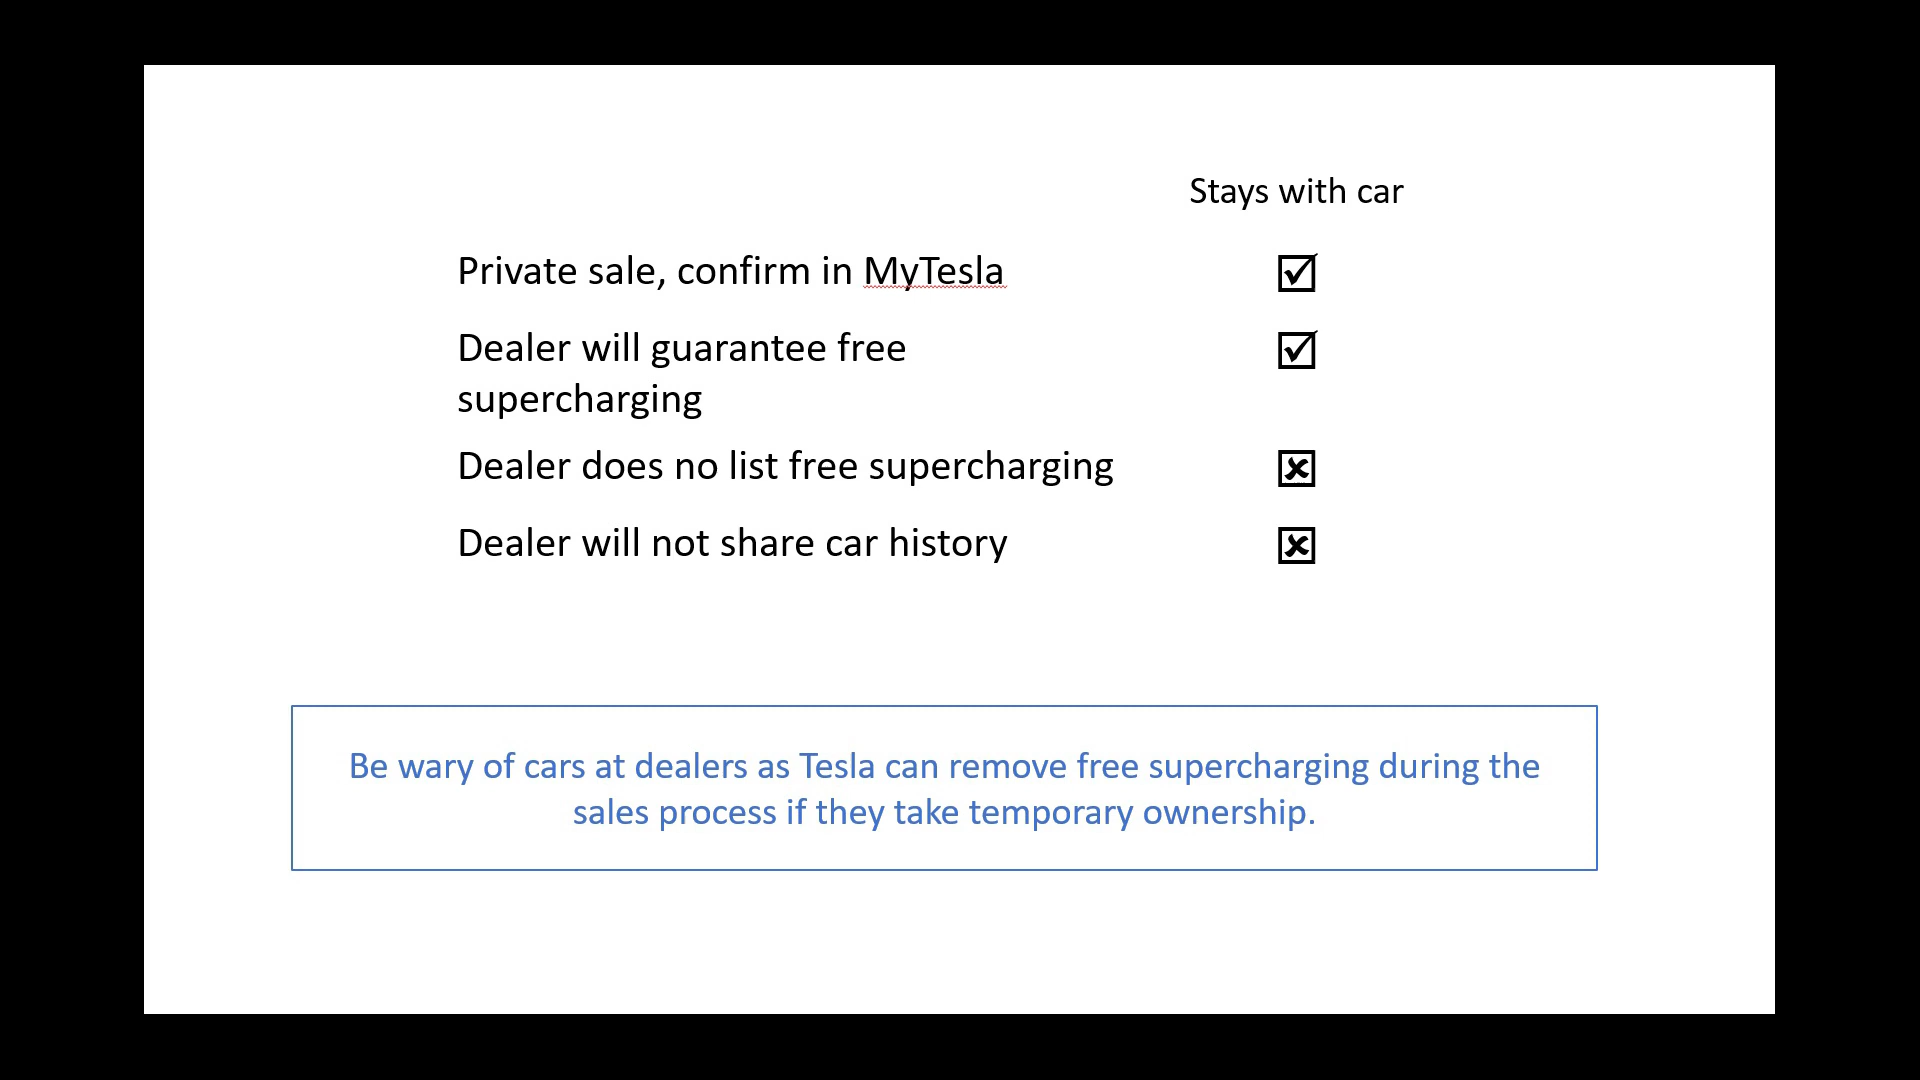 Stays with car
Private sale, confirm in MyTesla
Dealer will guarantee free
supercharging
Dealer does no list free supercharging
Dealer will not share car history
Be wary of cars at dealers as Tesla can remove free supercharging during the
sales process if they take temporary ownership.